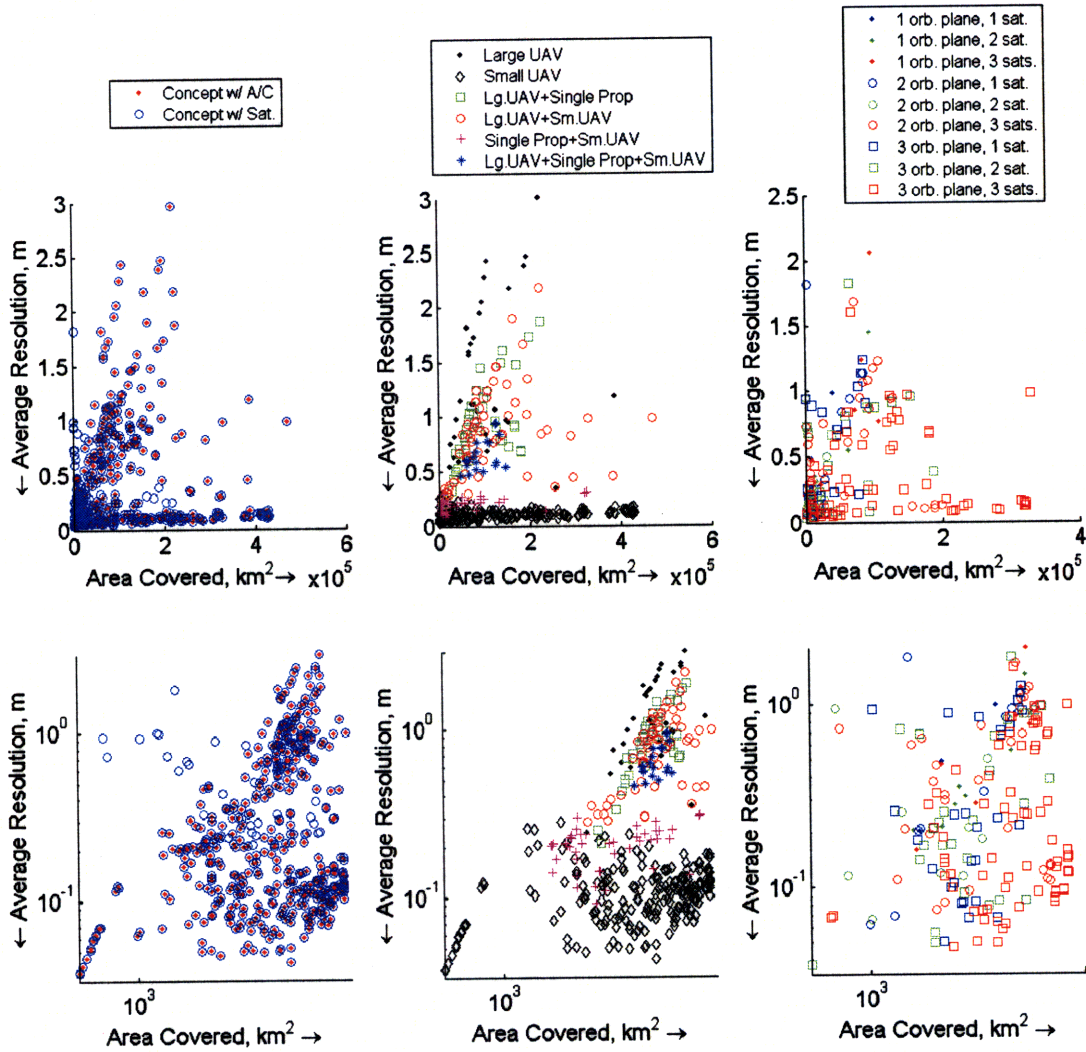 Concept w/ A/C
Concept w/ Sat.
Large UAV
Small UAV
Lg.UAV+Single Prop
Lg.UAV+Sm.UAV
Single Prop+Sm.UAV
Lg.UAV+Single Prop+Sm.UAV
1 orb. plane, 1 sat.
1 orb. plane, 2 sat.
1 orb. plane, 3 sats.
2 orb. plane, 1 sat.
2 orb. plane, 2 sat.
2 orb. plane, 3 sats.
3 orb. plane, 1 sat.
3 orb. plane, 2 sat.
3 orb. plane, 3 sats.
← Average Resolution, m
3
2.5
2
1.5
1
0.5
0
0 2 4 6
Area Covered, km²→ x10⁵
← Average Resolution, m
3
2.5
2
1.5
1
0.5
0
0 2 4 6
Area Covered, km²→ x10⁵
← Average Resolution, m
2.5
2
1.5
1
0.5
0
0 2 4
Area Covered, km²→ x10⁵
← Average Resolution, m
10⁰
10⁻¹
10³
Area Covered, km² →
← Average Resolution, m
10⁰
10⁻¹
10³
Area Covered, km² →
← Average Resolution, m
10⁰
10⁻¹
10³
Area Covered, km² →